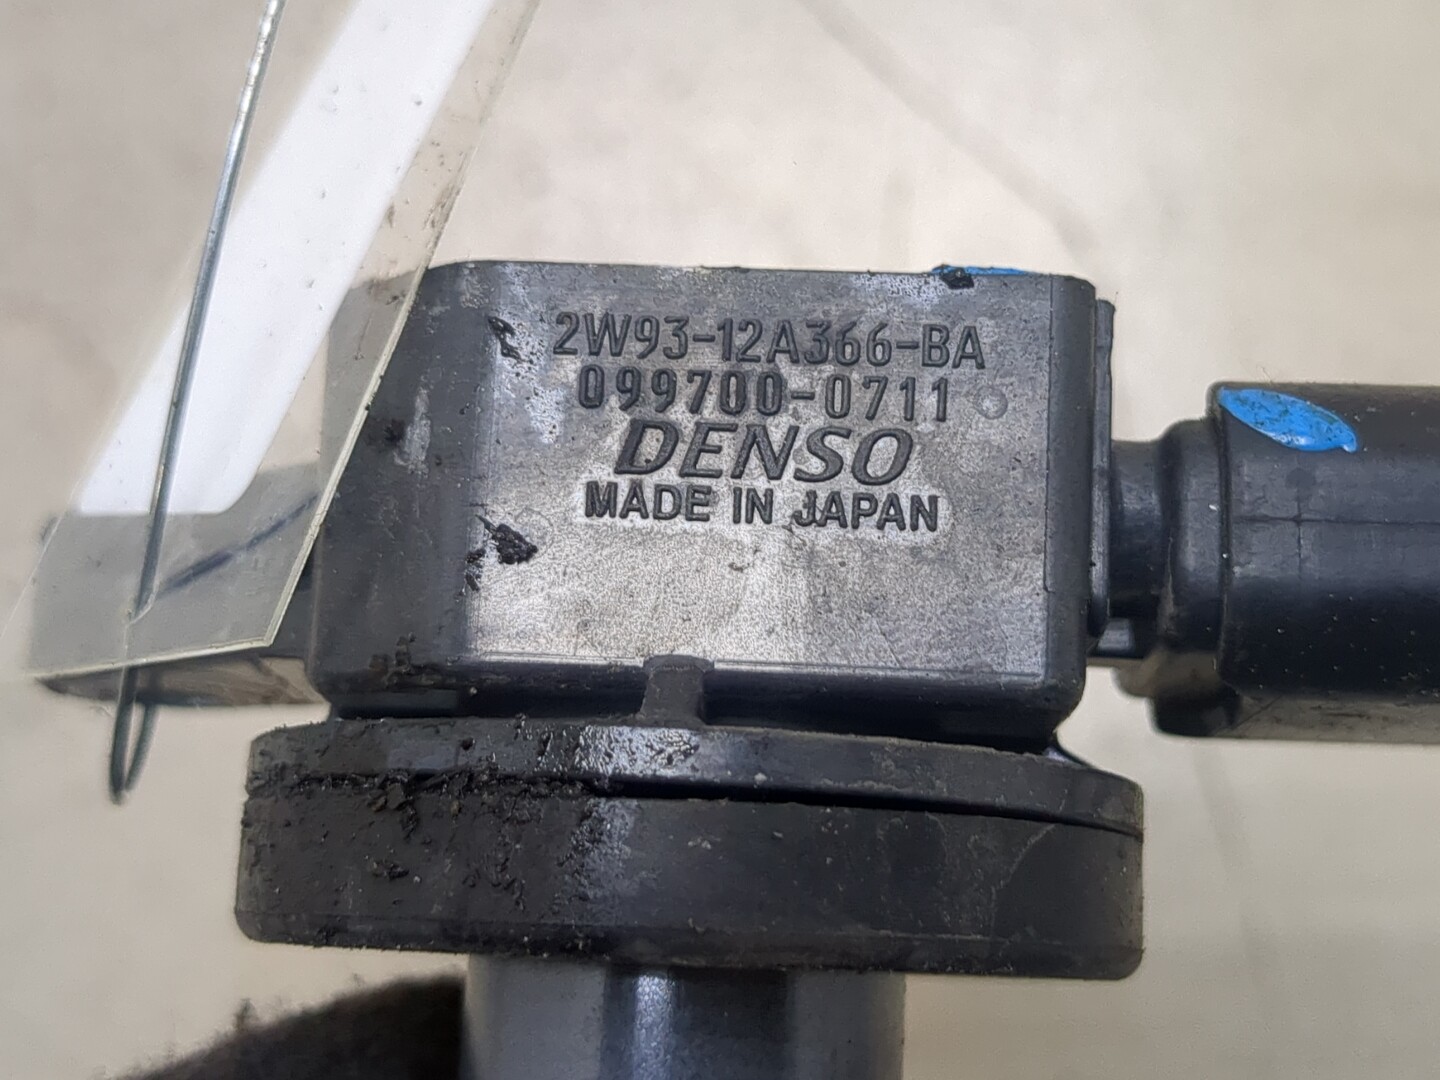 2W93-12A366-BA
099700-0711
DENSO
MADE IN JAPAN